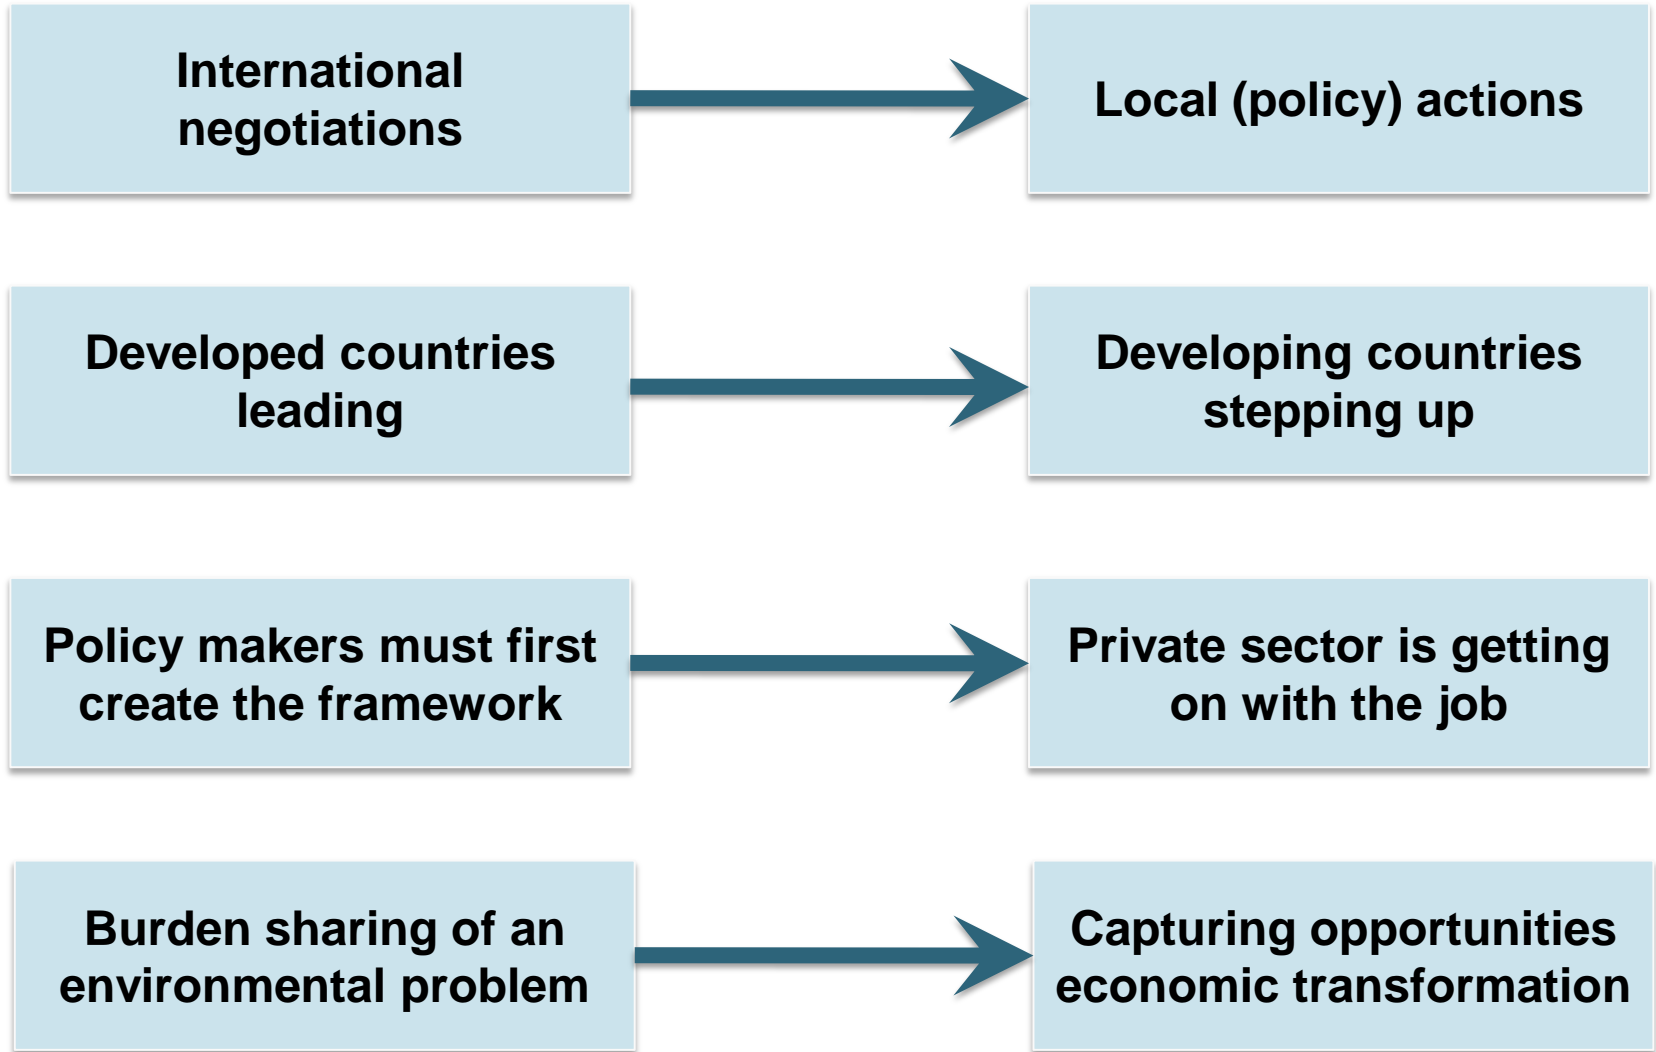 International
negotiations
Local (policy) actions
Developed countries
leading
Developing countries
stepping up
Policy makers must first
create the framework
Private sector is getting
on with the job
Burden sharing of an
environmental problem
Capturing opportunities
economic transformation